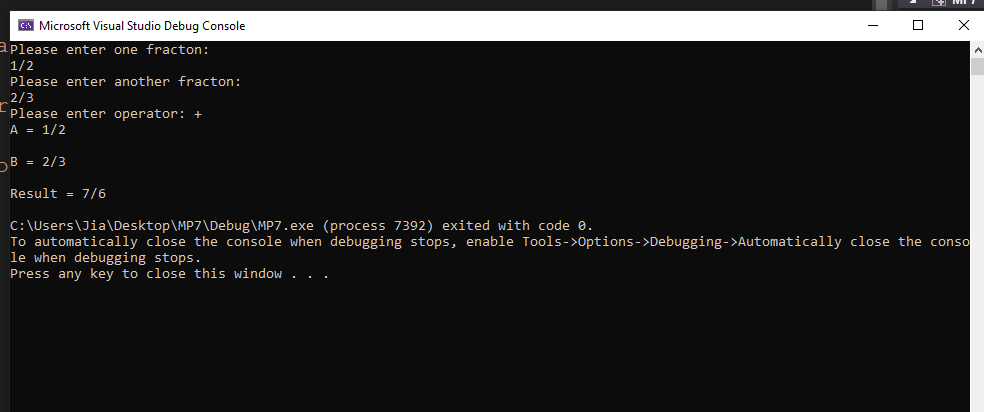 MP7
Microsoft Visual Studio Debug Console
Please enter one fracton:
1/2
Please enter another fracton:
2/3
Please enter operator: +
A = 1/2
B = 2/3
Result = 7/6
C:\Users\Jia\Desktop\MP7\Debug\MP7.exe (process 7392) exited with code 0.
To automatically close the console when debugging stops, enable Tools->Options->Debugging->Automatically close the conso
le when debugging stops.
Press any key to close this window . . .